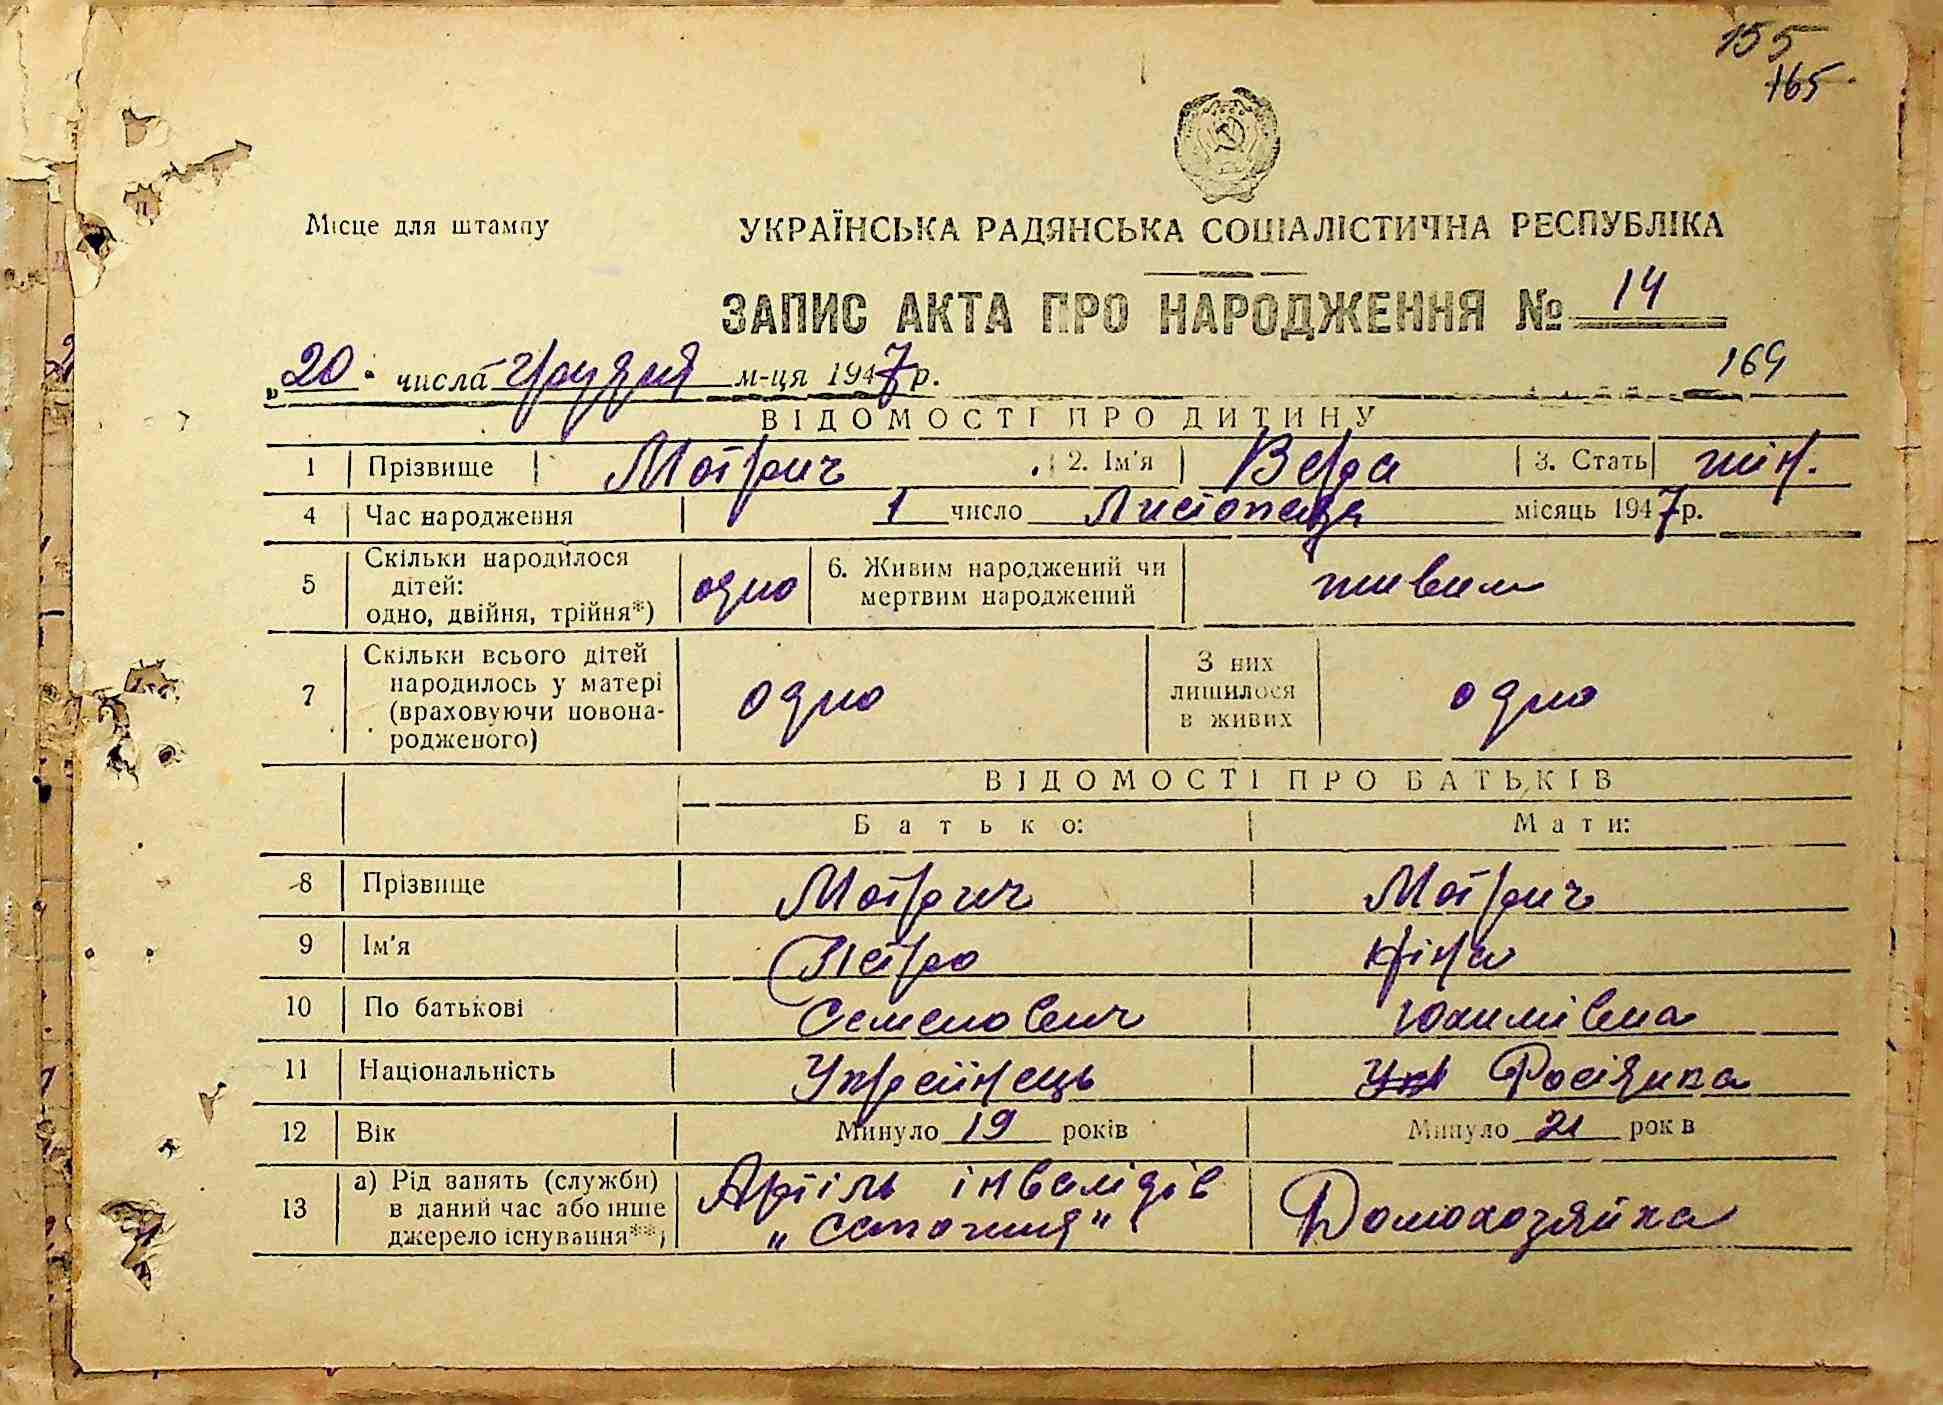 155
165
Місце для штампу
УКРАЇНСЬКА РАДЯНСЬКА СОЦІАЛІСТИЧНА РЕСПУБЛІКА
ЗАПИС АКТА ПРО НАРОДЖЕННЯ № 14
„20" числа грудня м-ця 1947 р.
169
ВІДОМОСТІ ПРО ДИТИНУ
1 Прізвище Мотрич 2. Ім'я Вера 3. Стать жін.
4 Час народження 1 число Листопада місяць 1947 р.
5 Скільки народилося дітей: одно, двійня, трійня*) одно 6. Живим народжений чи мертвим народжений живим
7 Скільки всього дітей народилось у матері (враховуючи новонародженого) одно З них лишилося в живих одно
ВІДОМОСТІ ПРО БАТЬКІВ
Батько: Мати:
8 Прізвище Мотрич Мотрич
9 Ім'я Петро Ніна
10 По батькові Семенович Юхимівна
11 Національність Українець Укр Росіянка
12 Вік Минуло 19 років Минуло 21 років
13 а) Рід занять (служби) в даний час або інше джерело існування**) Артіль інвалідів Домохозяйка